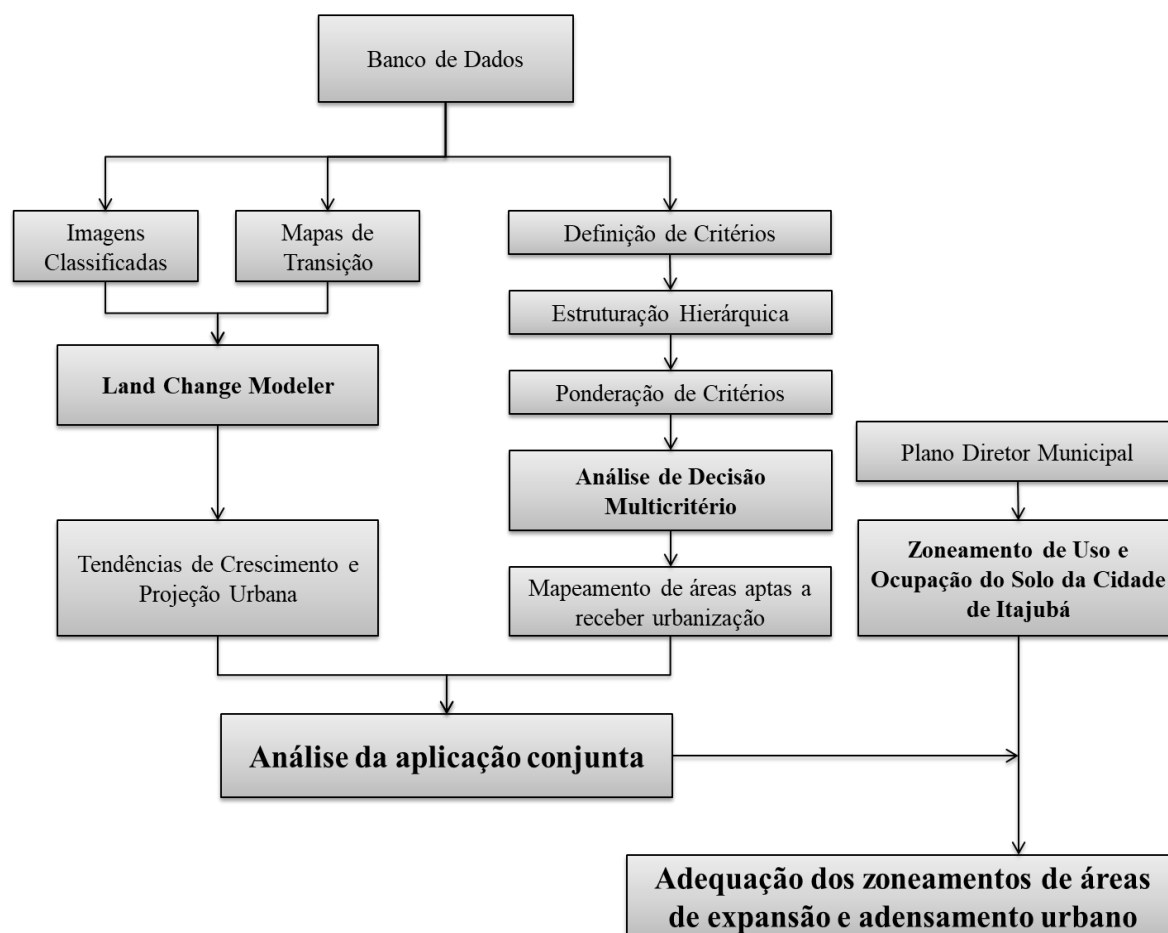 Banco de Dados
Imagens
Classificadas
Mapas de
Transição
Definição de Critérios
Estruturação Hierárquica
Land Change Modeler
Ponderação de Critérios
Análise de Decisão
Multicritério
Plano Diretor Municipal
Tendências de Crescimento e
Projeção Urbana
Mapeamento de áreas aptas a
receber urbanização
Zoneamento de Uso e
Ocupação do Solo da Cidade
de Itajubá
Análise da aplicação conjunta
Adequação dos zoneamentos de áreas
de expansão e adensamento urbano